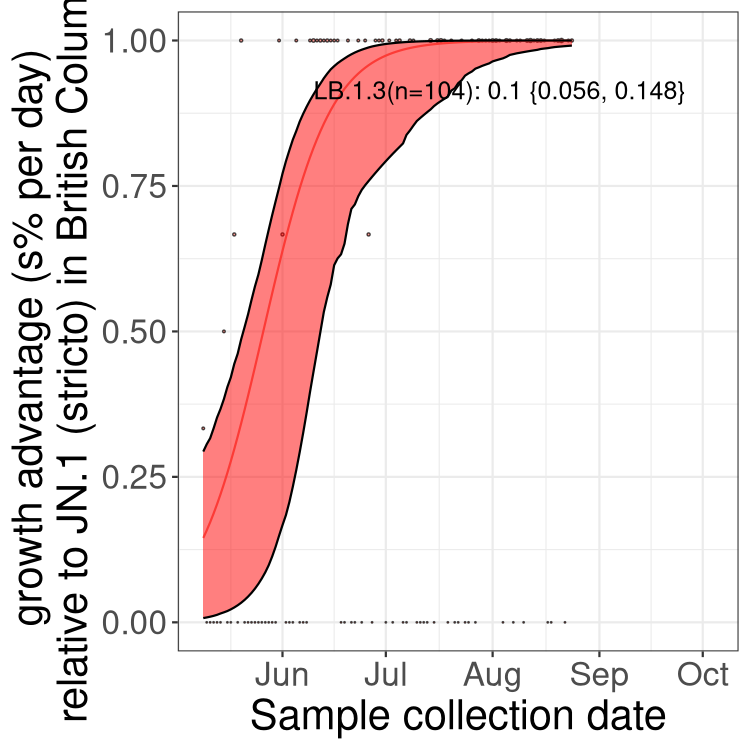 growth advantage (s% per day)
relative to JN.1 (stricto) in British Colum
1.00
0.75
0.50
0.25
0.00
LB.1.3(n=104): 0.1 {0.056, 0.148}
Jun Jul Aug Sep Oct
Sample collection date